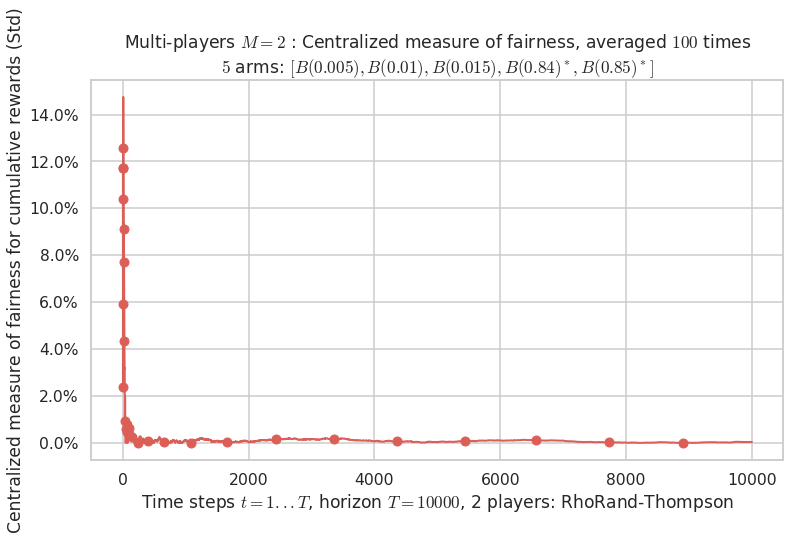 Multi-players $M = 2$ : Centralized measure of fairness, averaged $100$ times
$5$ arms: $[B(0.005), B(0.01), B(0.015), B(0.84)^*, B(0.85)^*]$
Centralized measure of fairness for cumulative rewards (Std)
14.0%
12.0%
10.0%
8.0%
6.0%
4.0%
2.0%
0.0%
0 2000 4000 6000 8000 10000
Time steps $t = 1 ... T$, horizon $T = 10000$, 2 players: RhoRand-Thompson